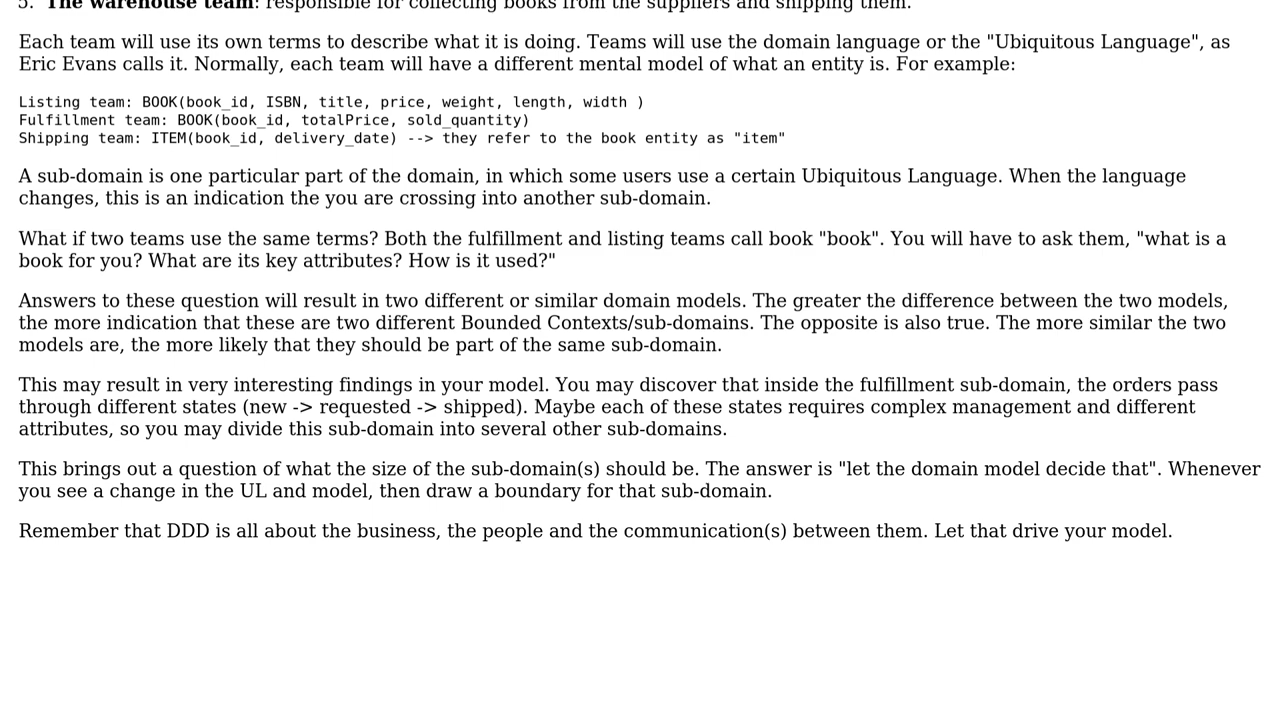 5. The warehouse team: responsible for collecting books from the suppliers and shipping them.
Each team will use its own terms to describe what it is doing. Teams will use the domain language or the "Ubiquitous Language", as
Eric Evans calls it. Normally, each team will have a different mental model of what an entity is. For example:
Listing team: BOOK(book_id, ISBN, title, price, weight, length, width )
Fulfillment team: BOOK(book_id, totalPrice, sold_quantity)
Shipping team: ITEM(book_id, delivery_date) --> they refer to the book entity as "item"
A sub-domain is one particular part of the domain, in which some users use a certain Ubiquitous Language. When the language
changes, this is an indication the you are crossing into another sub-domain.
What if two teams use the same terms? Both the fulfillment and listing teams call book "book". You will have to ask them, "what is a
book for you? What are its key attributes? How is it used?"
Answers to these question will result in two different or similar domain models. The greater the difference between the two models,
the more indication that these are two different Bounded Contexts/sub-domains. The opposite is also true. The more similar the two
models are, the more likely that they should be part of the same sub-domain.
This may result in very interesting findings in your model. You may discover that inside the fulfillment sub-domain, the orders pass
through different states (new -> requested -> shipped). Maybe each of these states requires complex management and different
attributes, so you may divide this sub-domain into several other sub-domains.
This brings out a question of what the size of the sub-domain(s) should be. The answer is "let the domain model decide that". Whenever
you see a change in the UL and model, then draw a boundary for that sub-domain.
Remember that DDD is all about the business, the people and the communication(s) between them. Let that drive your model.